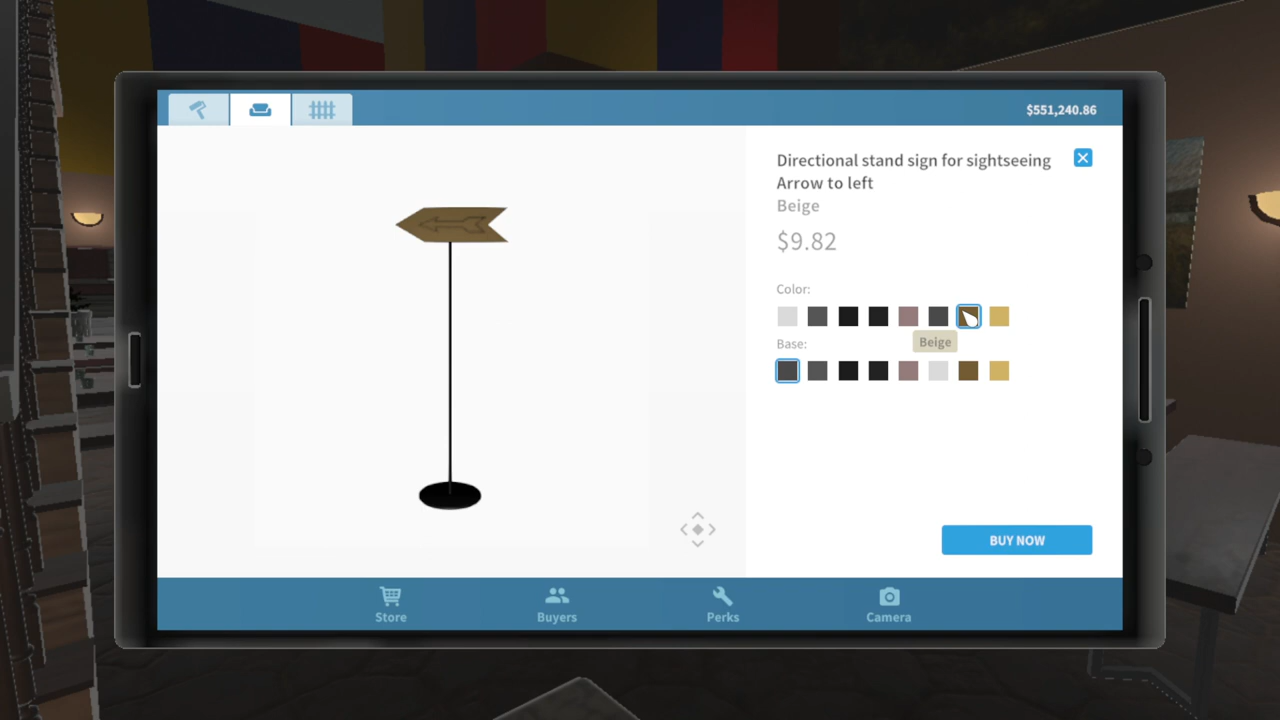 $551,240.86
Directional stand sign for sightseeing
Arrow to left
Beige
$9.82
Color:
Beige
Base:
BUY NOW
Store
Buyers
Perks
Camera